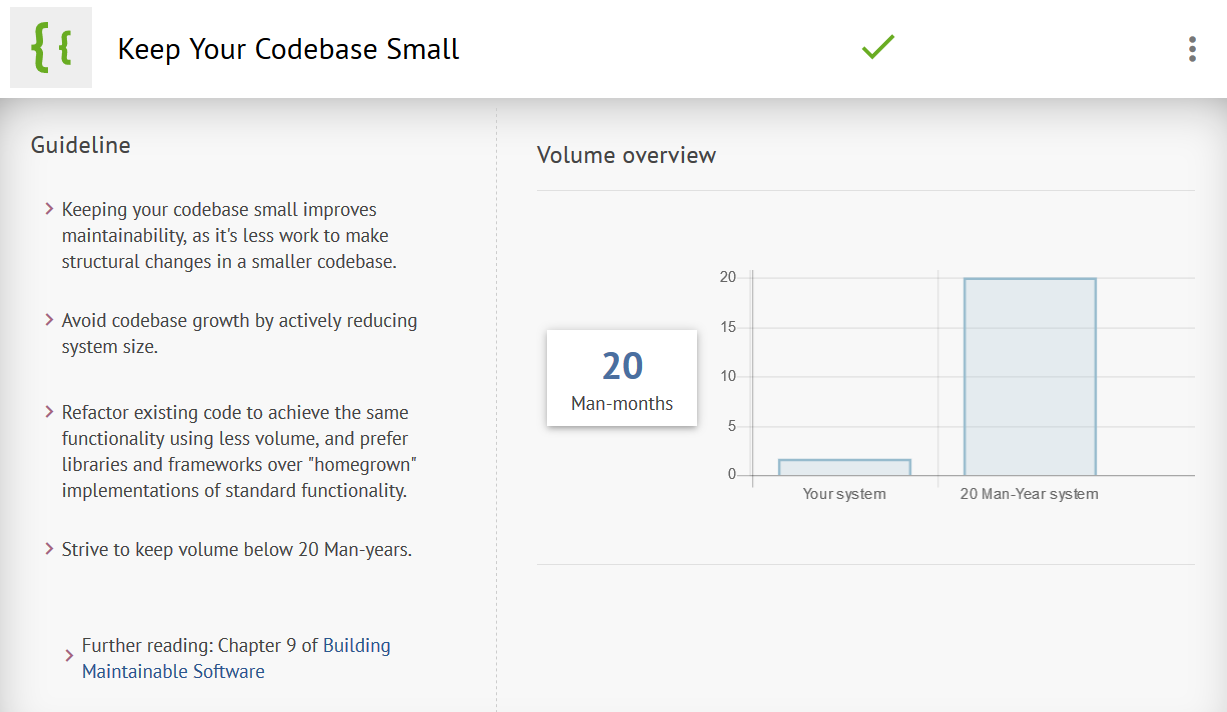 Keep Your Codebase Small
Guideline
Keeping your codebase small improves
maintainability, as it's less work to make
structural changes in a smaller codebase.
Avoid codebase growth by actively reducing
system size.
Refactor existing code to achieve the same
functionality using less volume, and prefer
libraries and frameworks over "homegrown"
implementations of standard functionality.
Strive to keep volume below 20 Man-years.
Further reading: Chapter 9 of Building
Maintainable Software
Volume overview
20
Man-months
20
15
10
5
0
Your system
20 Man-Year system